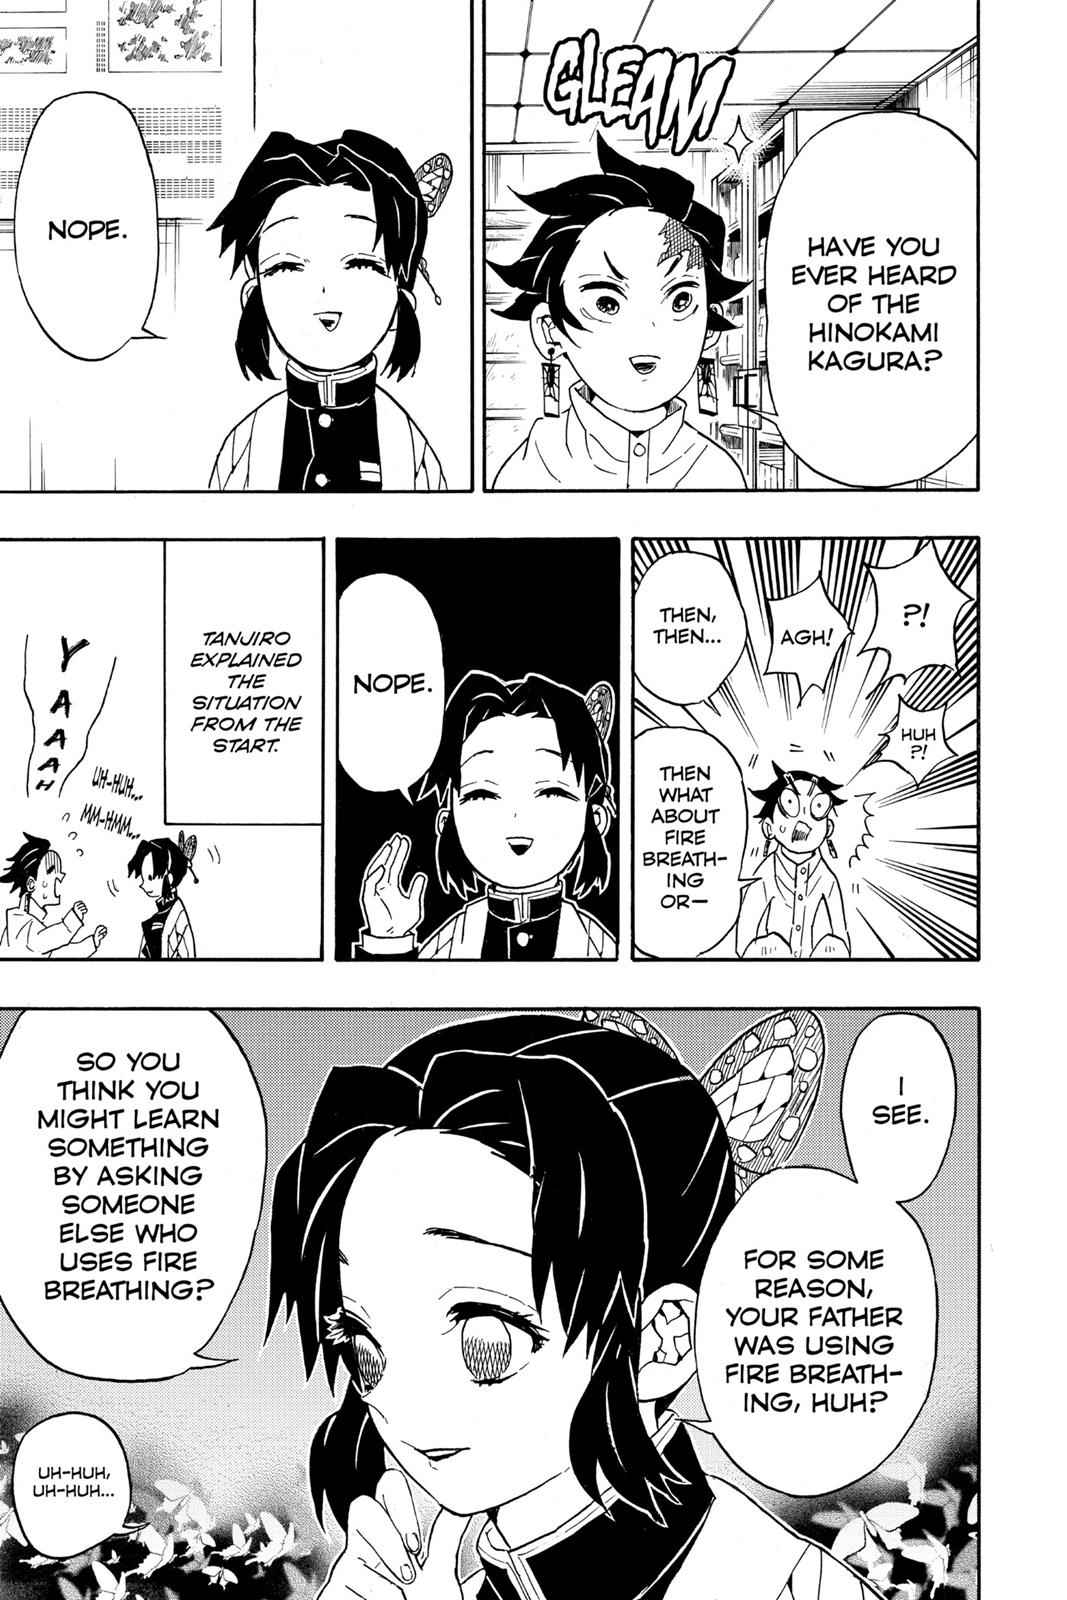 GLEAM
HAVE YOU
EVER HEARD
OF THE
HINOKAMI
KAGURA?
NOPE.
?!
HUH
?!
AGH!
THEN,
THEN...
THEN
WHAT
ABOUT
FIRE
BREATH-
ING
OR—
NOPE.
TANJIRO
EXPLAINED
THE
SITUATION
FROM THE
START.
YAAAH
UH-HUH...
MM-HMM...
I
SEE.
FOR SOME
REASON,
YOUR FATHER
WAS USING
FIRE BREATH-
ING, HUH?
SO YOU
THINK YOU
MIGHT LEARN
SOMETHING
BY ASKING
SOMEONE
ELSE WHO
USES FIRE
BREATHING?
UH-HUH,
UH-HUH...